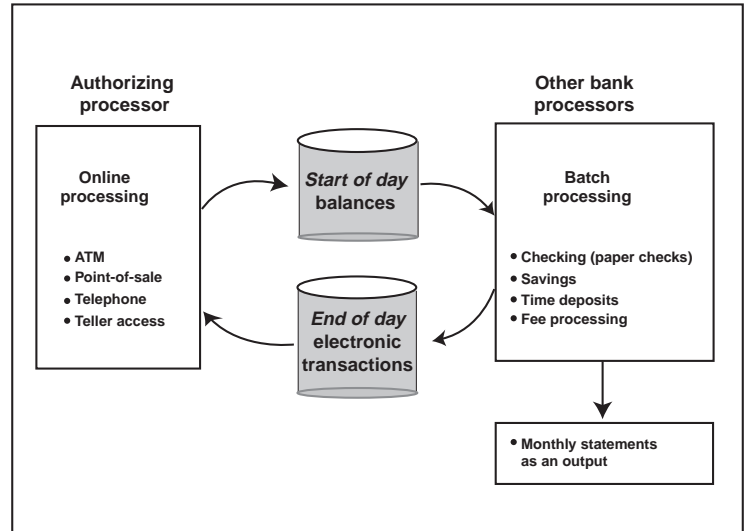 Authorizing
processor
Online
processing
• ATM
• Point-of-sale
• Telephone
• Teller access
Start of day
balances
End of day
electronic
transactions
Other bank
processors
Batch
processing
• Checking (paper checks)
• Savings
• Time deposits
• Fee processing
• Monthly statements
as an output